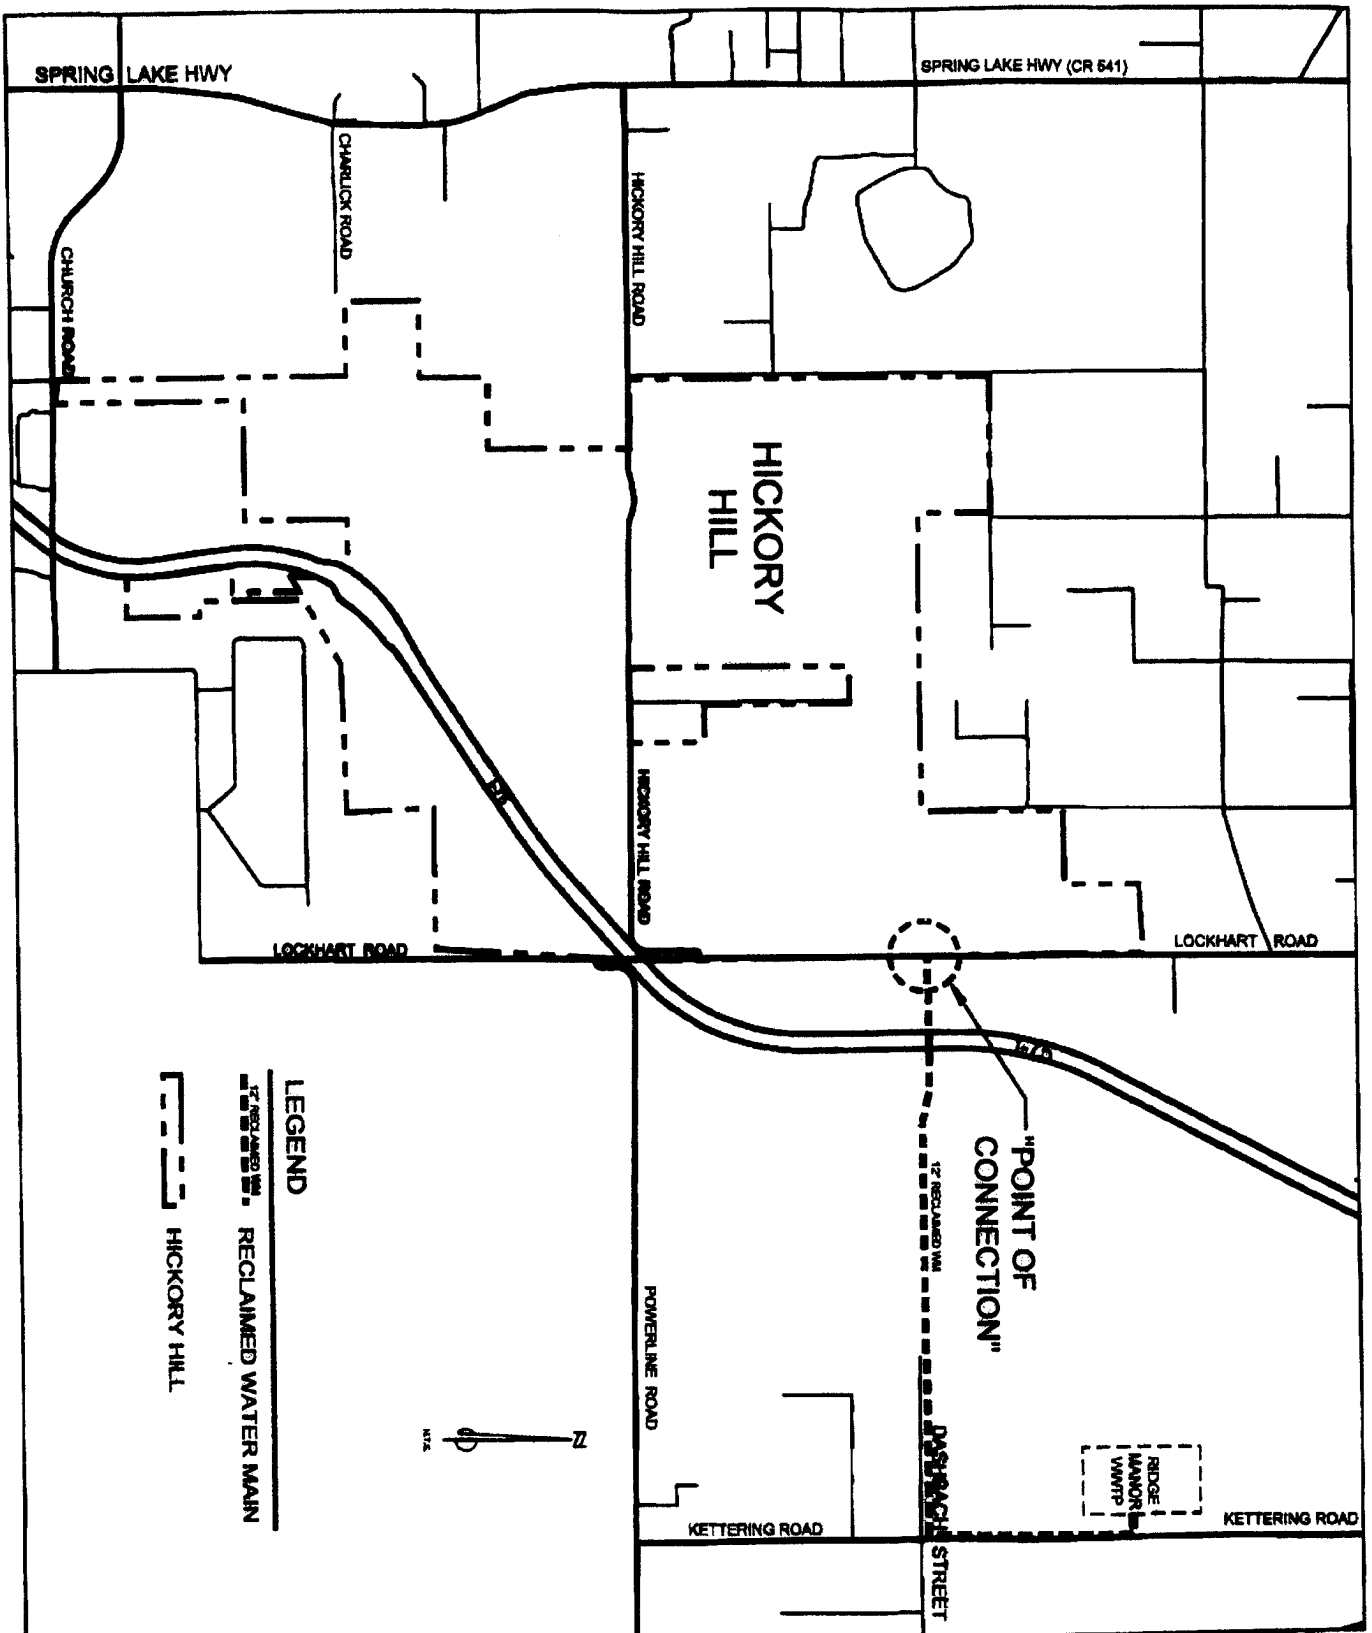 SPRING LAKE HWY
SPRING LAKE HWY (CR 541)
CHARLICK ROAD
HICKORY HILL ROAD
CHURCH ROAD
HICKORY
HILL
HICKORY HILL ROAD
LOCKHART ROAD
LOCKHART ROAD
"POINT OF
CONNECTION"
12" RECLAIMED WM
POWERLINE ROAD
RIDGE
MANOR
WWTP
KETTERING ROAD
KETTERING ROAD
STREET
LEGEND
12" RECLAIMED WM
RECLAIMED WATER MAIN
HICKORY HILL
N.T.S.